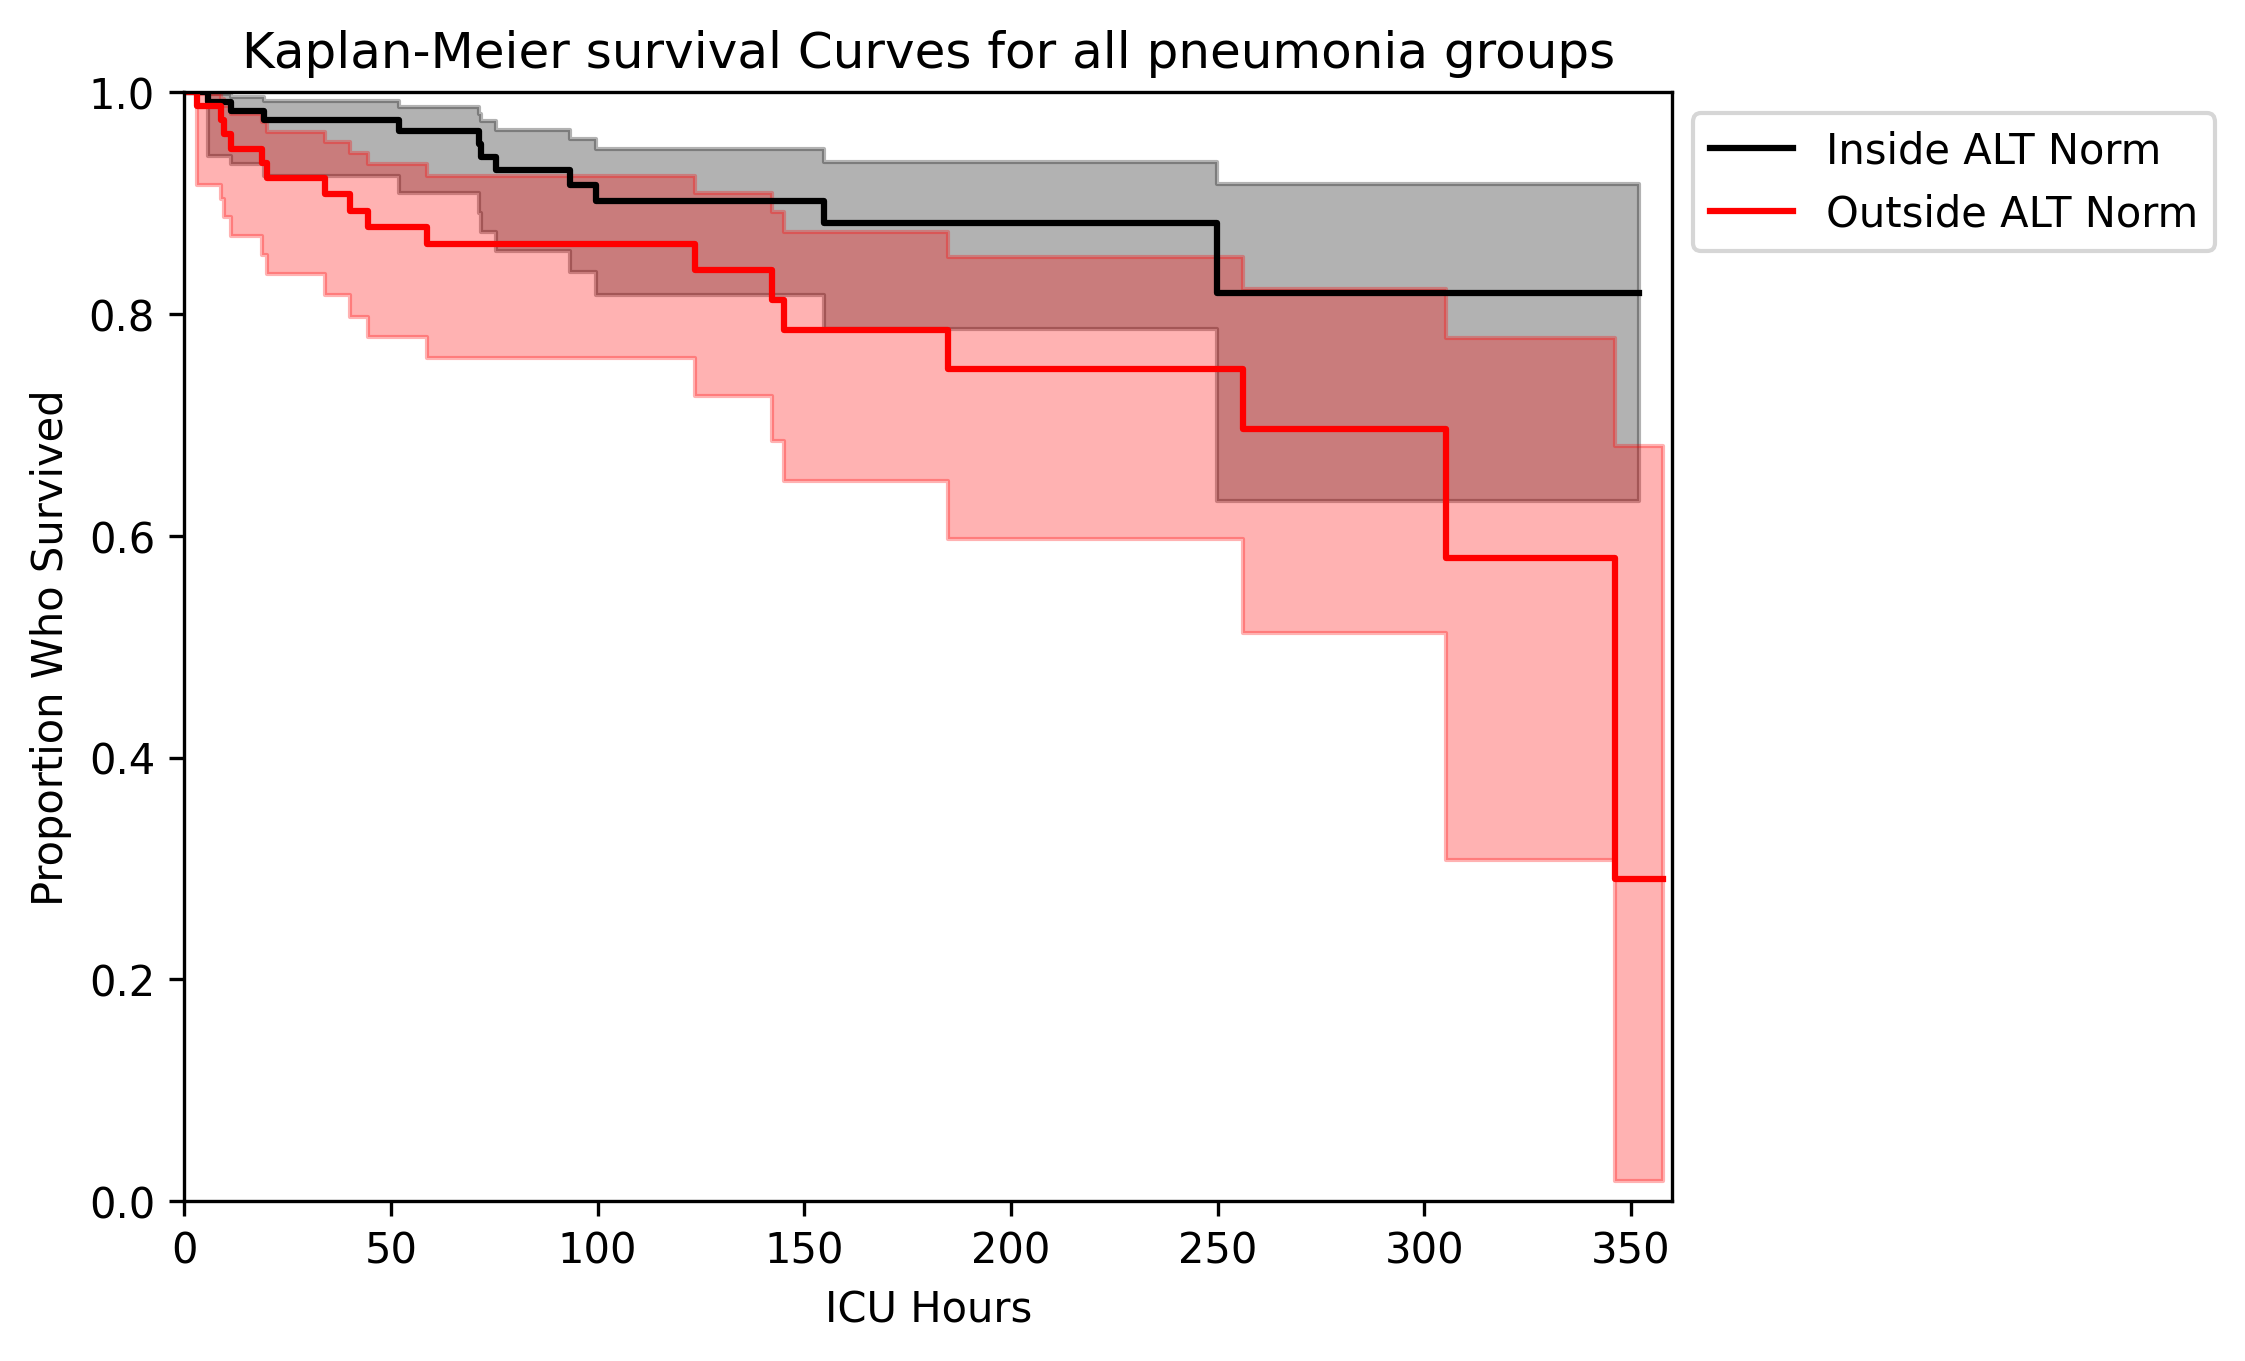 Kaplan-Meier survival Curves for all pneumonia groups
1.0
0.8
0.6
0.4
0.2
0.0
Proportion Who Survived
0 50 100 150 200 250 300 350
ICU Hours
Inside ALT Norm
Outside ALT Norm